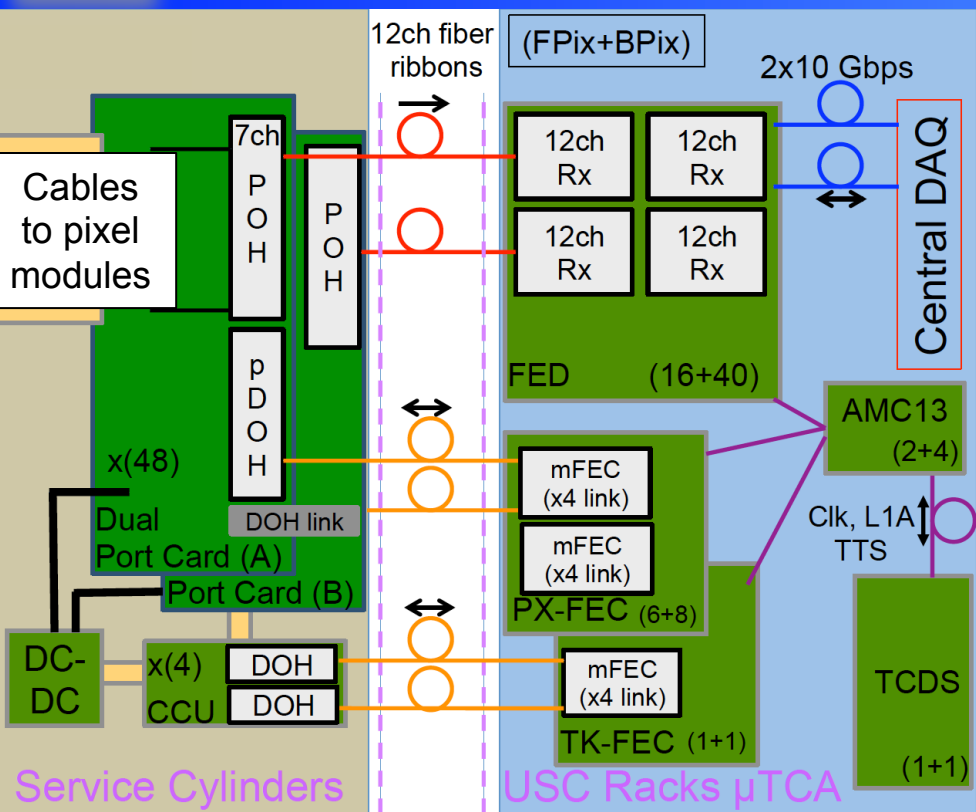 12ch fiber
ribbons
(FPix+BPix)
2x10 Gbps
Cables
to pixel
modules
7ch
P
O
H
P
O
H
12ch
Rx
12ch
Rx
12ch
Rx
12ch
Rx
FED
(16+40)
Central DAQ
p
D
O
H
x(48)
Dual
Port Card (A)
DOH link
Port Card (B)
AMC13
(2+4)
Clk, L1A
TTS
mFEC
(x4 link)
mFEC
(x4 link)
PX-FEC (6+8)
DC-
DC
x(4)
CCU
DOH
DOH
mFEC
(x4 link)
TK-FEC (1+1)
TCDS
(1+1)
Service Cylinders
USC Racks µTCA